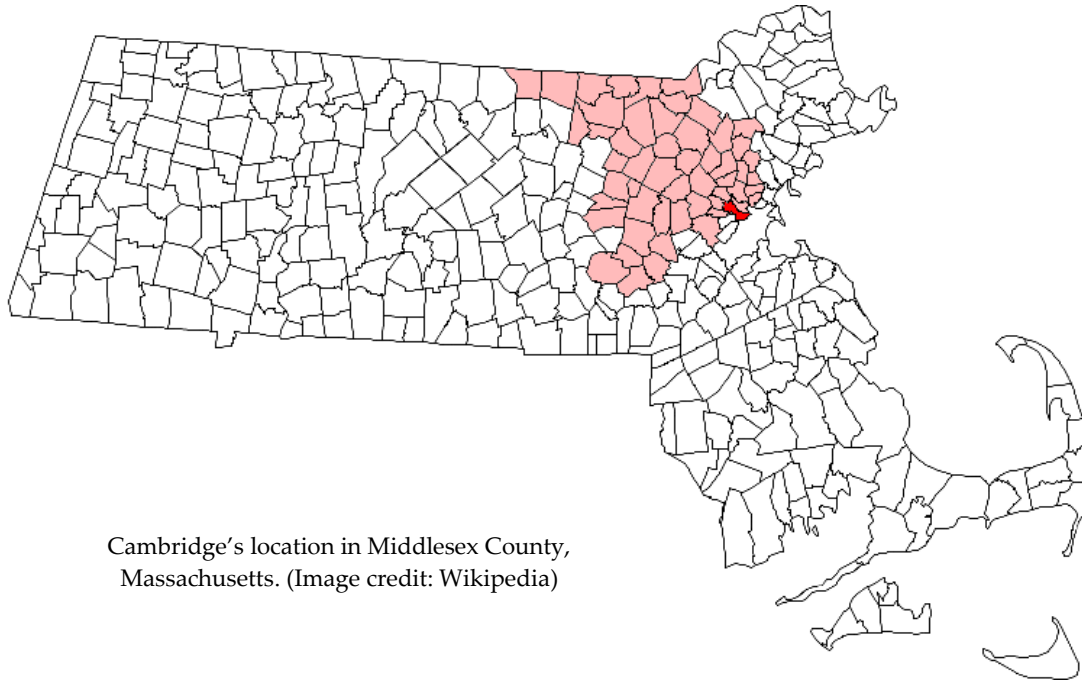 Cambridge’s location in Middlesex County,
Massachusetts. (Image credit: Wikipedia)